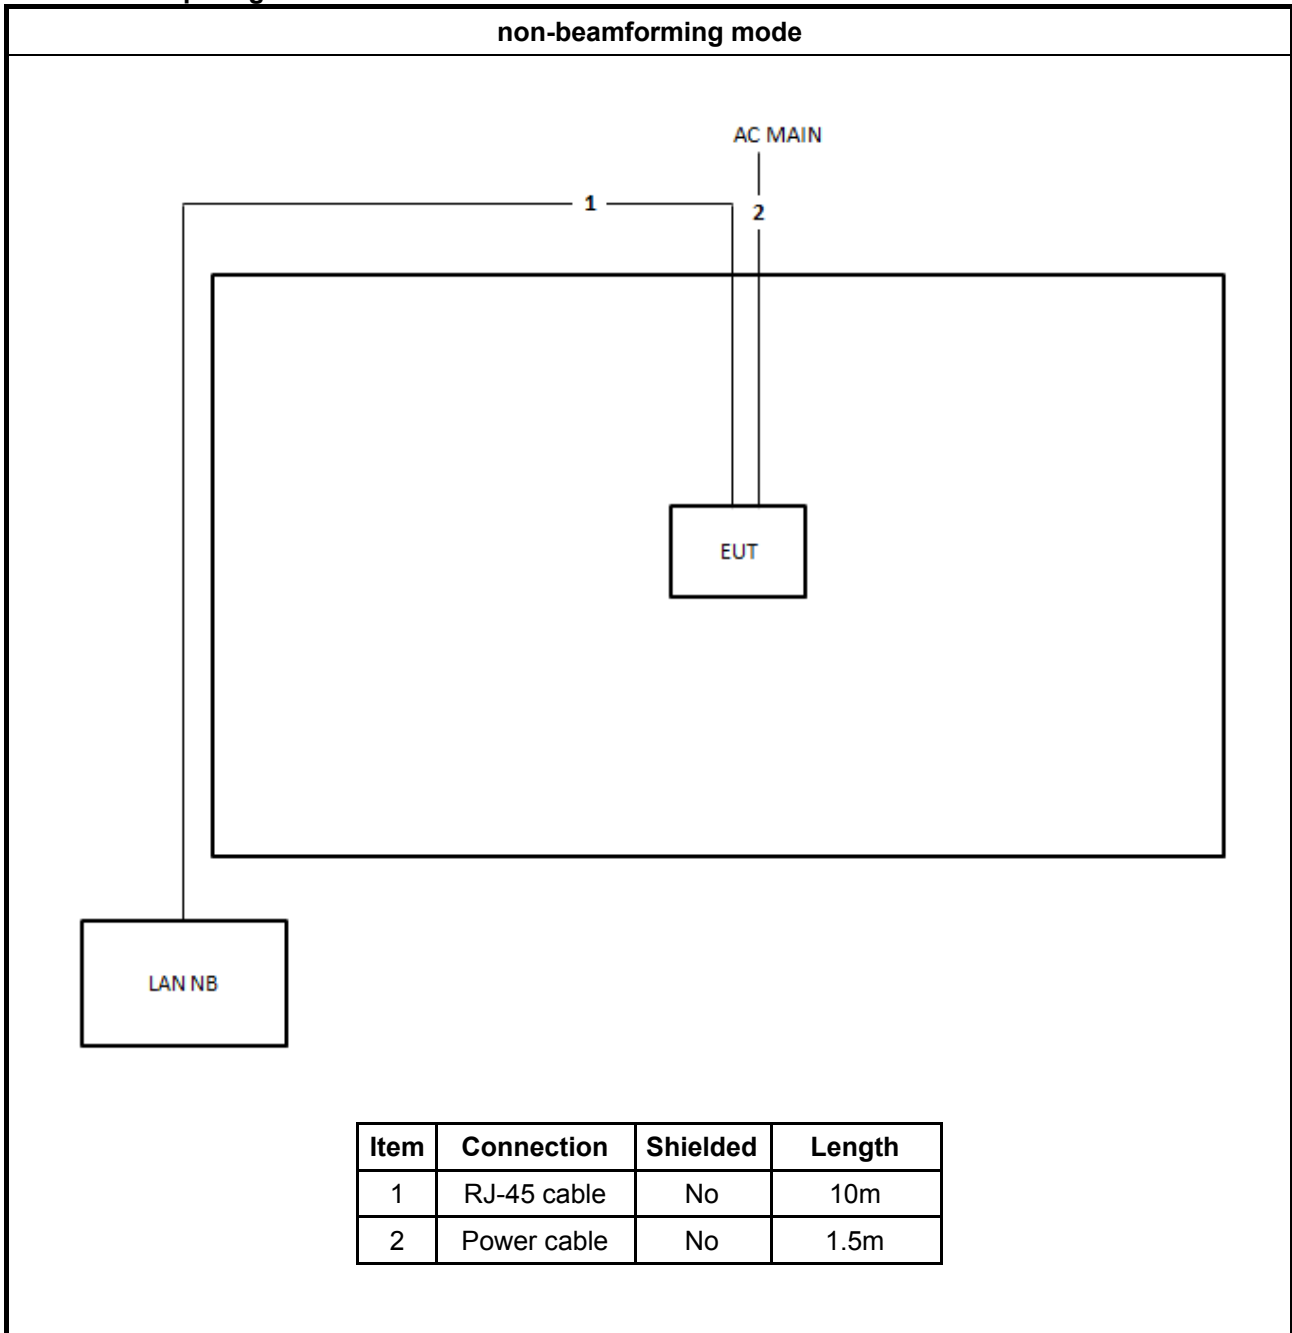 non-beamforming mode
AC MAIN
1
2
EUT
LAN NB
Item Connection Shielded Length
1 RJ-45 cable No 10m
2 Power cable No 1.5m